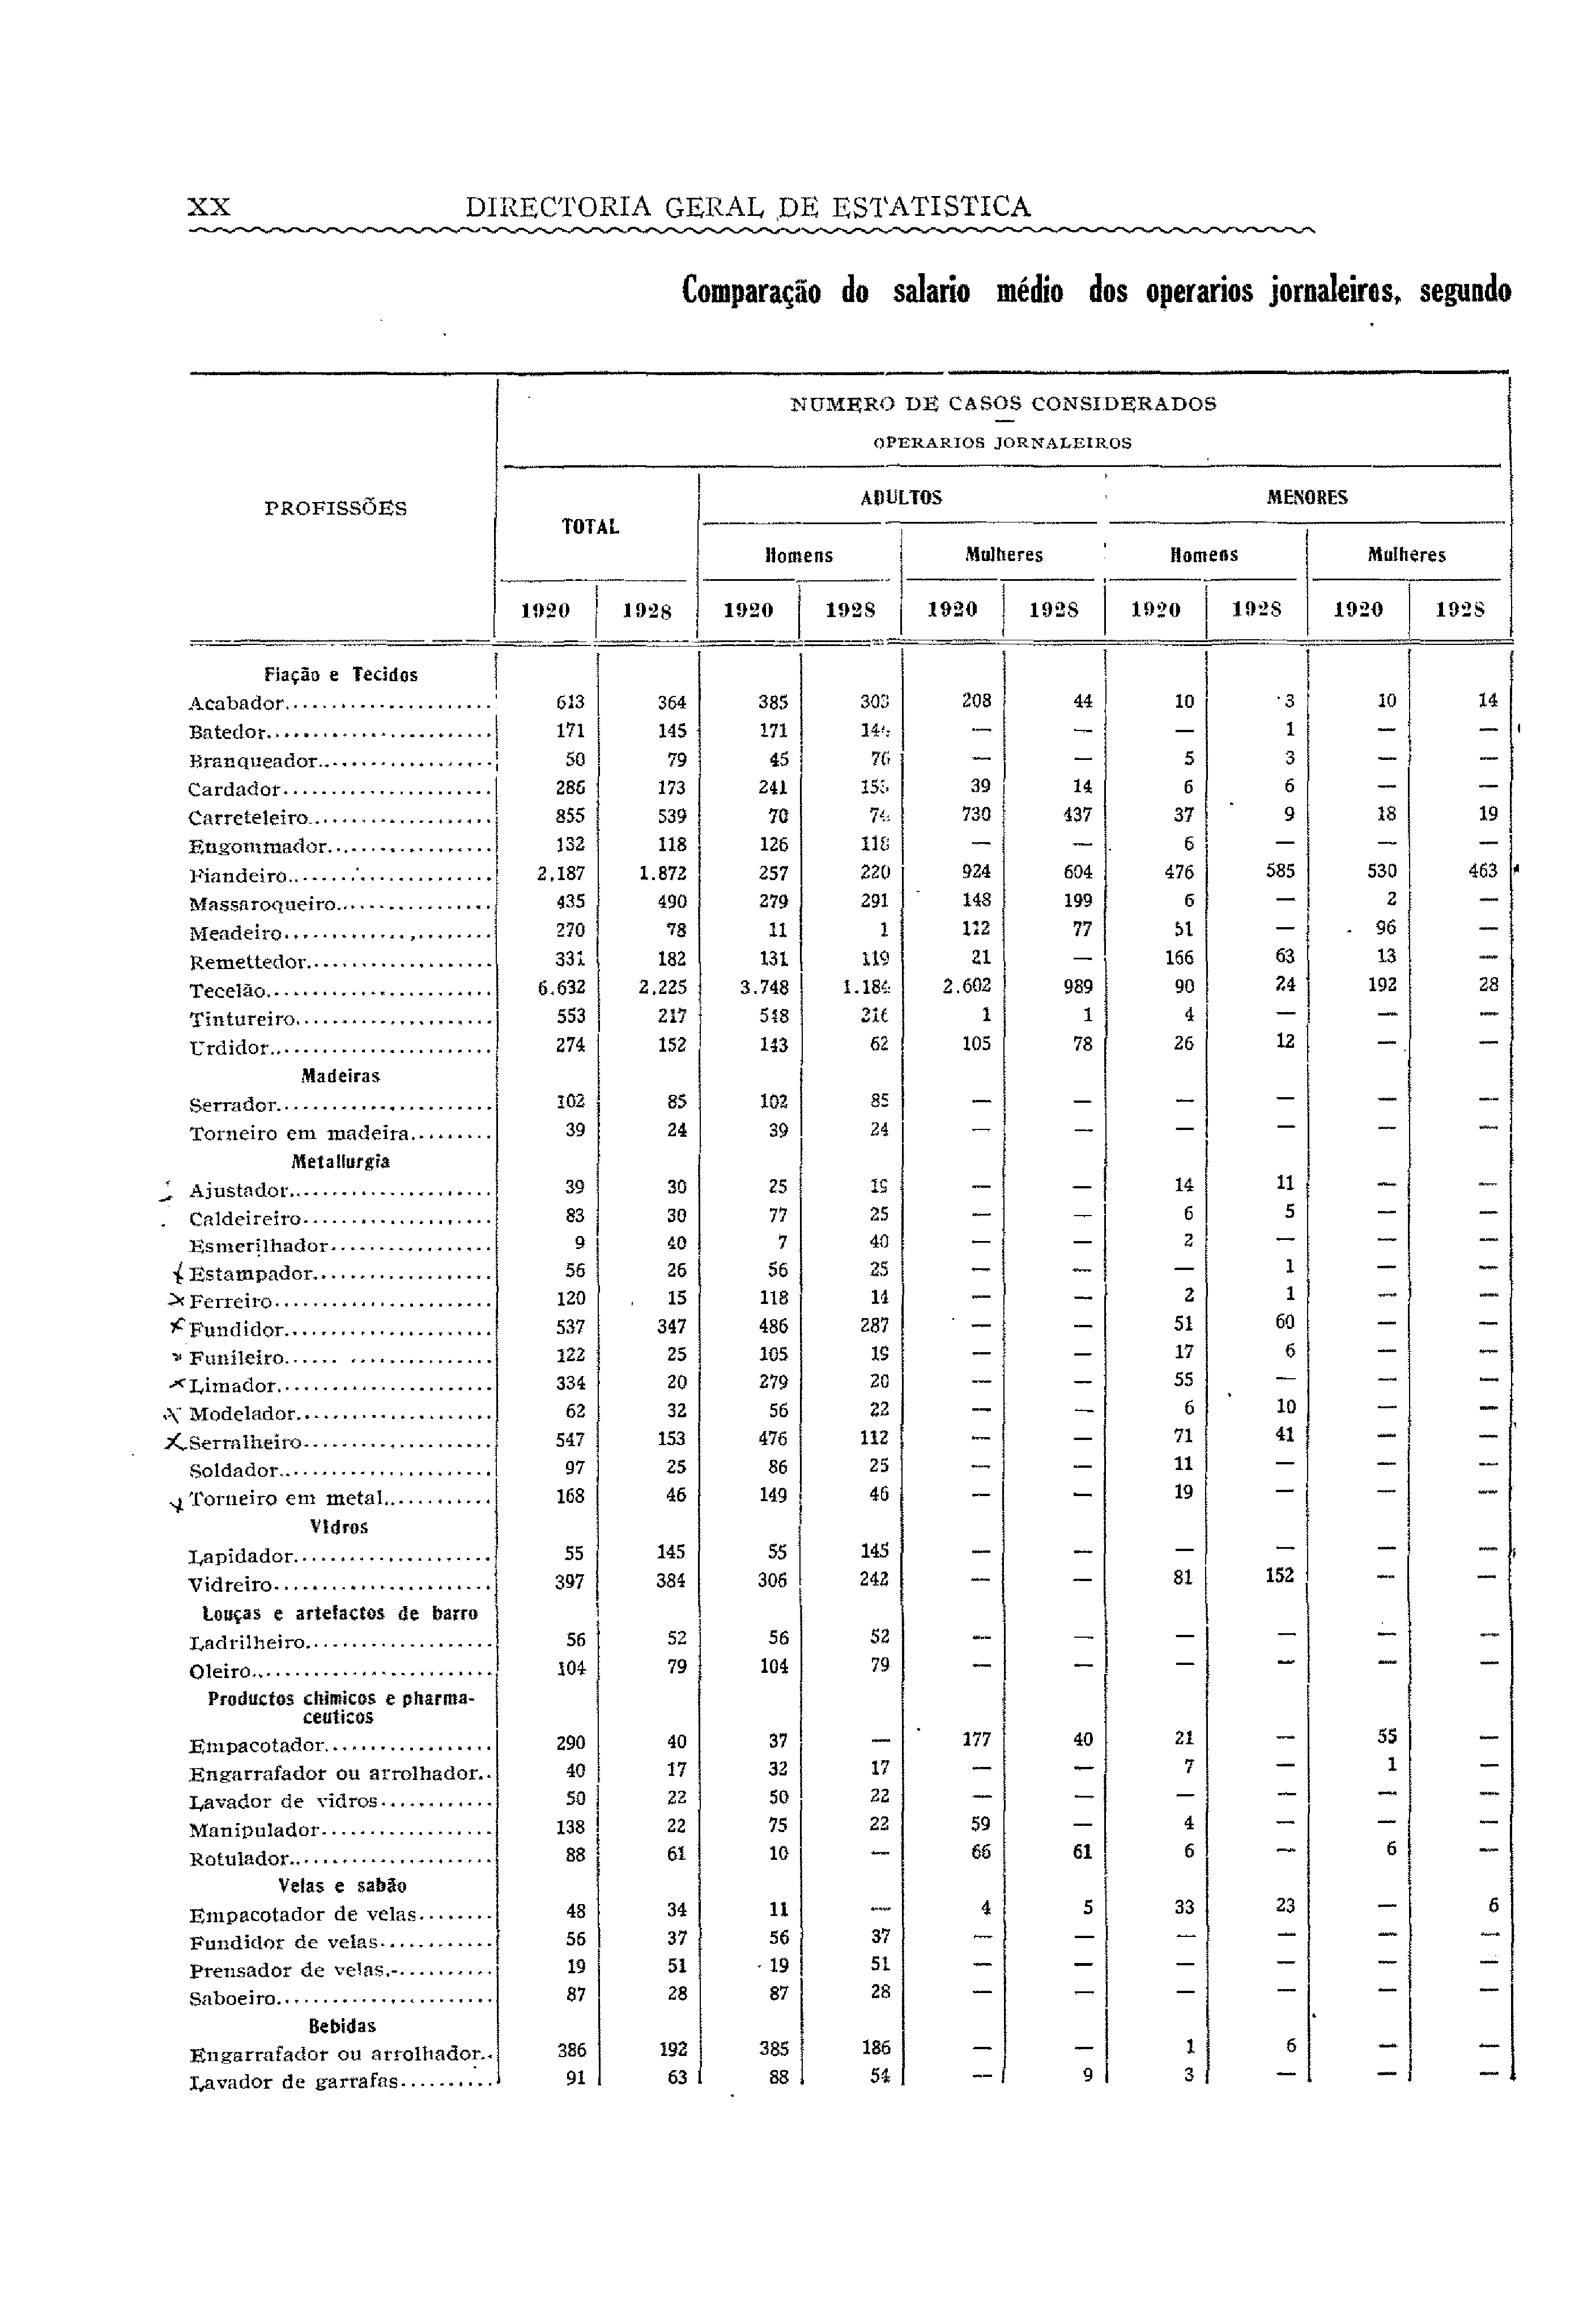 XX DIRECTORIA GERAL DE ESTATISTICA
Comparação do salario médio dos operarios jornaleiros, segundo
NUMERO DE CASOS CONSIDERADOS
—
OPERARIOS JORNALEIROS
PROFISSÕES
TOTAL ADULTOS MENORES
Homens Mulheres Homens Mulheres
1920 1928 1920 1928 1920 1928 1920 1928 1920 1928
Fiação e Tecidos
Acabador 613 364 385 303 208 44 10 3 10 14
Batedor 171 145 171 — — — 1 — —
Branqueador 50 79 45 76 — — 5 3 — —
Cardador 286 173 241 153 39 14 6 6 — —
Carreteleiro 855 539 70 74 730 437 37 9 18 19
Engommador 132 118 126 118 — — 6 — — —
Fiandeiro 2.187 1.872 257 220 924 604 476 585 530 463
Massaroqueiro 435 490 279 291 148 199 6 — 2 —
Meadeiro 270 78 11 1 112 77 51 — 96 —
Remettedor 331 182 131 119 21 — 166 63 13 —
Tecelão 6.632 2.225 3.748 1.184 2.602 989 90 24 192 28
Tintureiro 553 217 548 216 1 1 4 — — —
Urdidor 274 152 143 62 105 78 26 12 — —
Madeiras
Serrador 102 85 102 85 — — — — — —
Torneiro em madeira 39 24 39 24 — — — — — —
Metallurgia
Ajustador 39 30 25 19 — — 14 11 — —
Caldeireiro 83 30 77 25 — — 6 5 — —
Esmerilhador 9 40 7 40 — — 2 — — —
Estampador 56 26 56 25 — — — 1 — —
Ferreiro 120 15 118 14 — — 2 1 — —
Fundidor 537 347 486 287 — — 51 60 — —
Funileiro 122 25 105 19 — — 17 6 — —
Limador 334 20 279 20 — — 55 — — —
Modelador 62 32 56 22 — — 6 10 — —
Serralheiro 547 153 476 112 — — 71 41 — —
Soldador 97 25 86 25 — — 11 — — —
Torneiro em metal 168 46 149 46 — — 19 — — —
Vidros
Lapidador 55 145 55 145 — — — — — —
Vidreiro 397 384 306 242 — — 81 152 — —
Louças e artefactos de barro
Ladrilheiro 56 52 56 52 — — — — — —
Oleiro 104 79 104 79 — — — — — —
Productos chimicos e pharma-
ceuticos
Empacotador 290 40 37 — 177 40 21 — 55 —
Engarrafador ou arrolhador 40 17 32 17 — — 7 — 1 —
Lavador de vidros 50 22 50 22 — — — — — —
Manipulador 138 22 75 22 59 — 4 — — —
Rotulador 88 61 10 — 66 61 6 — 6 —
Velas e sabão
Empacotador de velas 48 34 11 — 4 5 33 23 — 6
Fundidor de velas 56 37 56 37 — — — — — —
Prensador de velas 19 51 19 51 — — — — — —
Saboeiro 87 28 87 28 — — — — — —
Bebidas
Engarrafador ou arrolhador 386 192 385 186 — — 1 6 — —
Lavador de garrafas 91 63 88 54 — 9 3 — — —